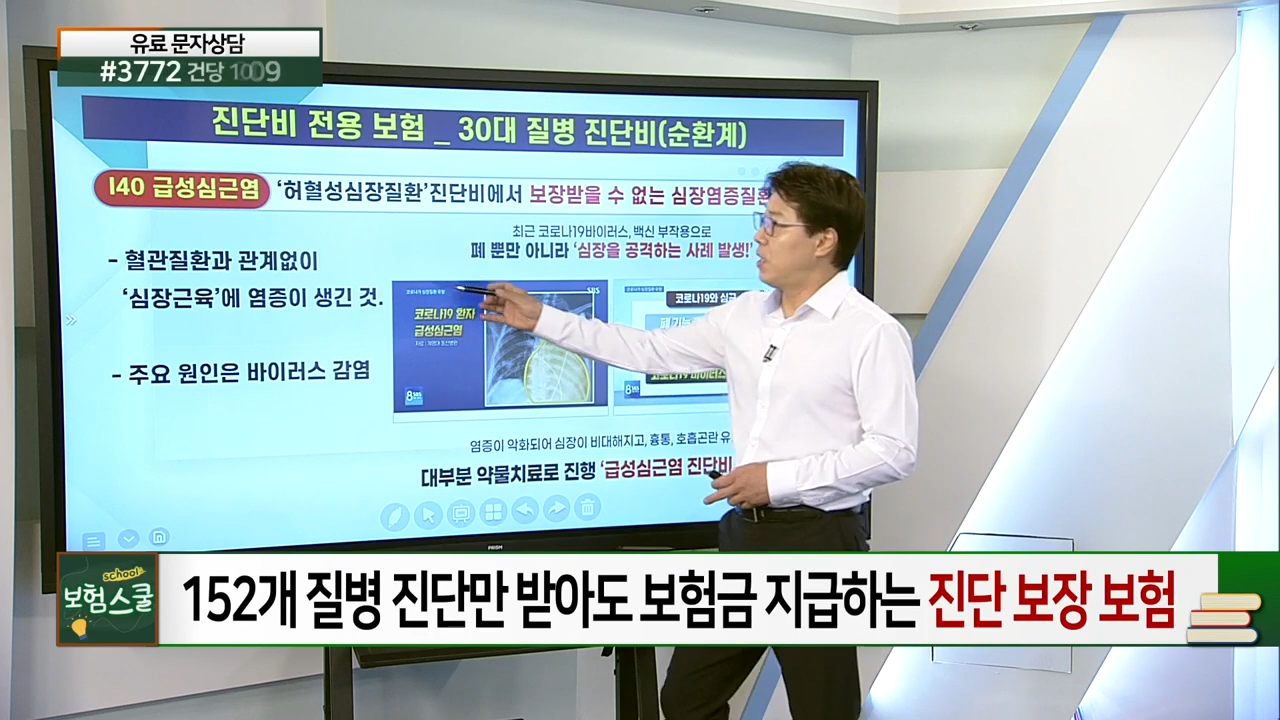 유료 문자상담
#3772 건당
진단비 전용 보험 _ 30대 질병 진단비(순환계)
I40 급성심근염 '허혈성심장질환'진단비에서 보장받을 수 없는 심장염증질환
최근 코로나19바이러스, 백신 부작용으로
폐 뿐만 아니라 '심장을 공격하는 사례 발생!'
- 혈관질환과 관계없이
'심장근육'에 염증이 생긴 것.
- 주요 원인은 바이러스 감염
SBS
코로나19 환자
급성심근염
8
코로나19와 심근
폐 기능
코로나19 바이러스
8
염증이 악화되어 심장이 비대해지고, 흉통, 호흡곤란 유
대부분 약물치료로 진행 '급성심근염 진단비
PRISM
school
보험스쿨
152개 질병 진단만 받아도 보험금 지급하는 진단 보장 보험